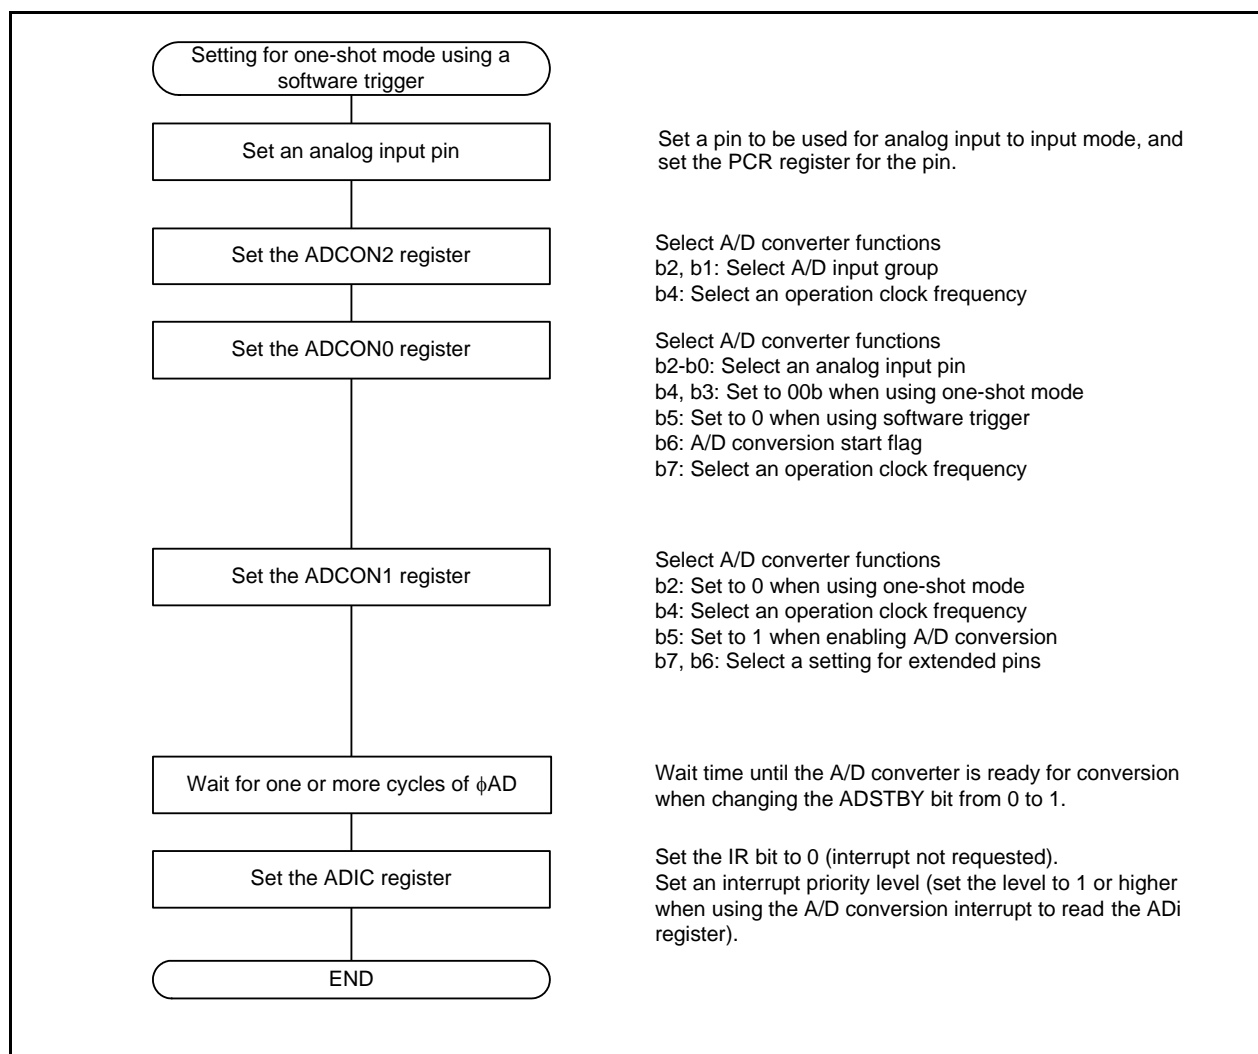 Setting for one-shot mode using a
software trigger
Set an analog input pin
Set a pin to be used for analog input to input mode, and
set the PCR register for the pin.
Set the ADCON2 register
Select A/D converter functions
b2, b1: Select A/D input group
b4: Select an operation clock frequency
Set the ADCON0 register
Select A/D converter functions
b2-b0: Select an analog input pin
b4, b3: Set to 00b when using one-shot mode
b5: Set to 0 when using software trigger
b6: A/D conversion start flag
b7: Select an operation clock frequency
Set the ADCON1 register
Select A/D converter functions
b2: Set to 0 when using one-shot mode
b4: Select an operation clock frequency
b5: Set to 1 when enabling A/D conversion
b7, b6: Select a setting for extended pins
Wait for one or more cycles of ϕAD
Wait time until the A/D converter is ready for conversion
when changing the ADSTBY bit from 0 to 1.
Set the ADIC register
Set the IR bit to 0 (interrupt not requested).
Set an interrupt priority level (set the level to 1 or higher
when using the A/D conversion interrupt to read the ADi
register).
END